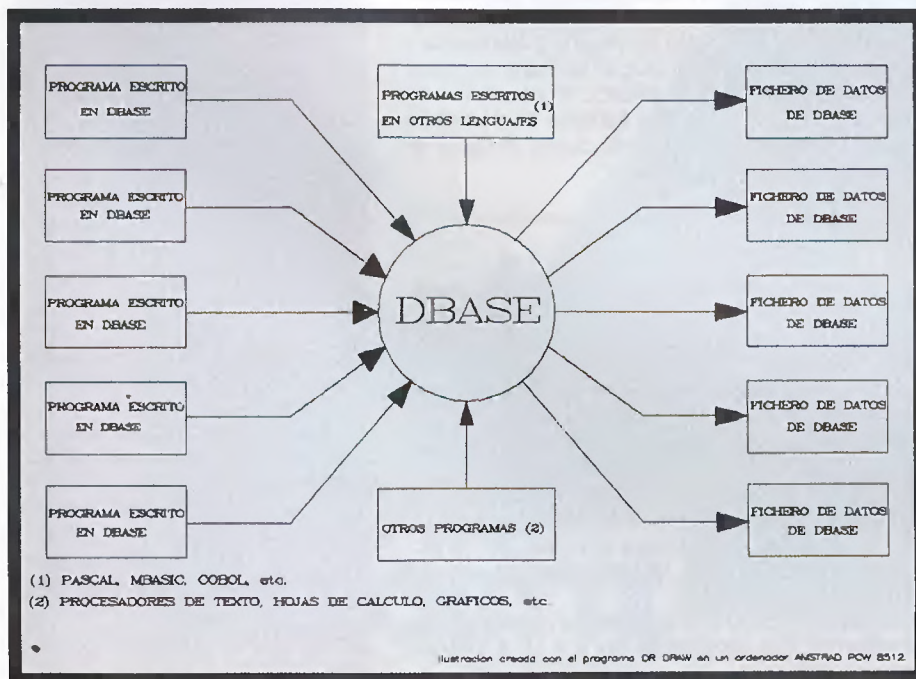 PROGRAMA ESCRITO
EN DBASE
PROGRAMA ESCRITO
EN DBASE
PROGRAMA ESCRITO
EN DBASE
PROGRAMA ESCRITO
EN DBASE
PROGRAMA ESCRITO
EN DBASE
PROGRAMAS ESCRITOS (1)
EN OTROS LENGUAJES
DBASE
OTROS PROGRAMAS (2)
FICHERO DE DATOS
DE DBASE
FICHERO DE DATOS
DE DBASE
FICHERO DE DATOS
DE DBASE
FICHERO DE DATOS
DE DBASE
FICHERO DE DATOS
DE DBASE
(1) PASCAL, MBASIC, COBOL, etc.
(2) PROCESADORES DE TEXTO, HOJAS DE CALCULO, GRAFICOS, etc.
Ilustración creada con el programa DR DRAW en un ordenador AMSTRAD PCW 8512